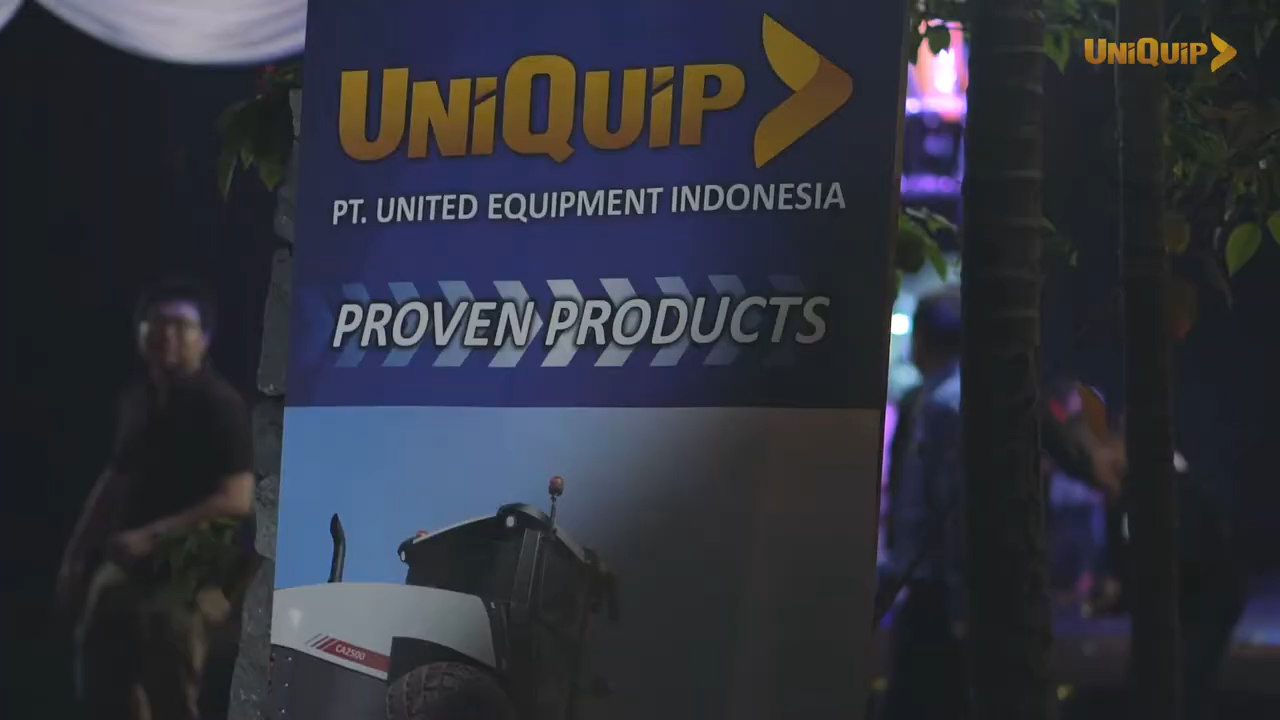 UNiQUiP
UNiQUiP
PT. UNITED EQUIPMENT INDONESIA
PROVEN PRODUCTS
CA2500